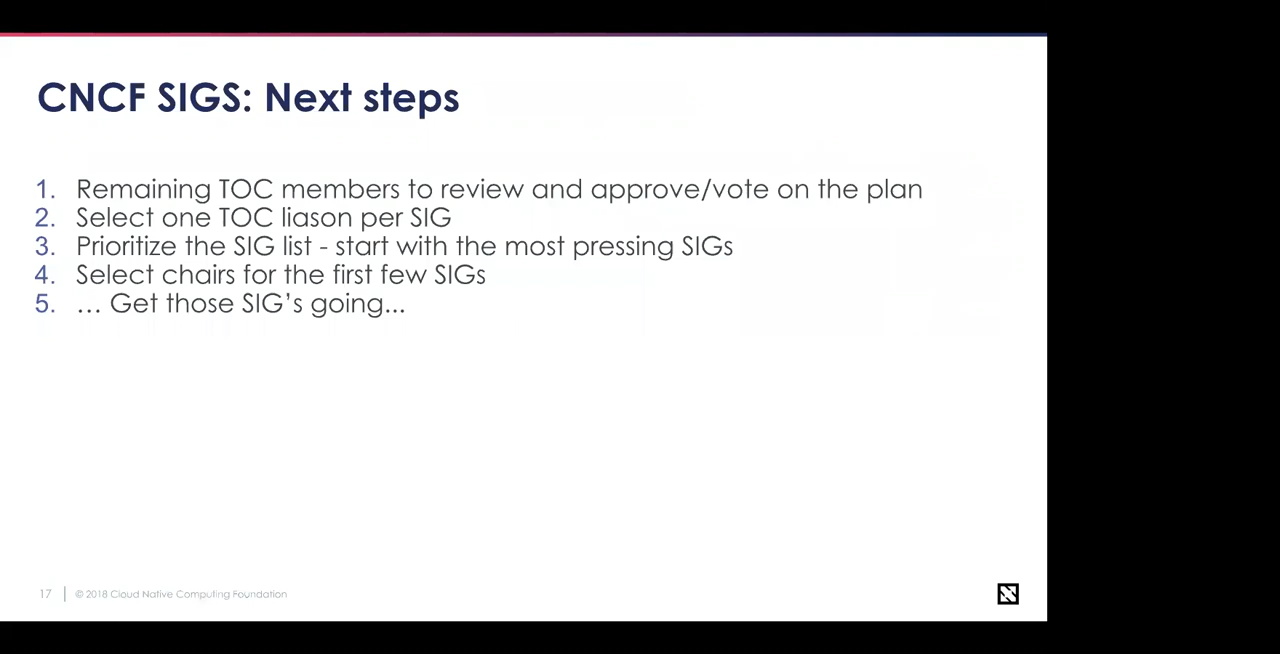 CNCF SIGS: Next steps
1. Remaining TOC members to review and approve/vote on the plan
2. Select one TOC liason per SIG
3. Prioritize the SIG list - start with the most pressing SIGs
4. Select chairs for the first few SIGs
5. … Get those SIG’s going...
17 © 2018 Cloud Native Computing Foundation